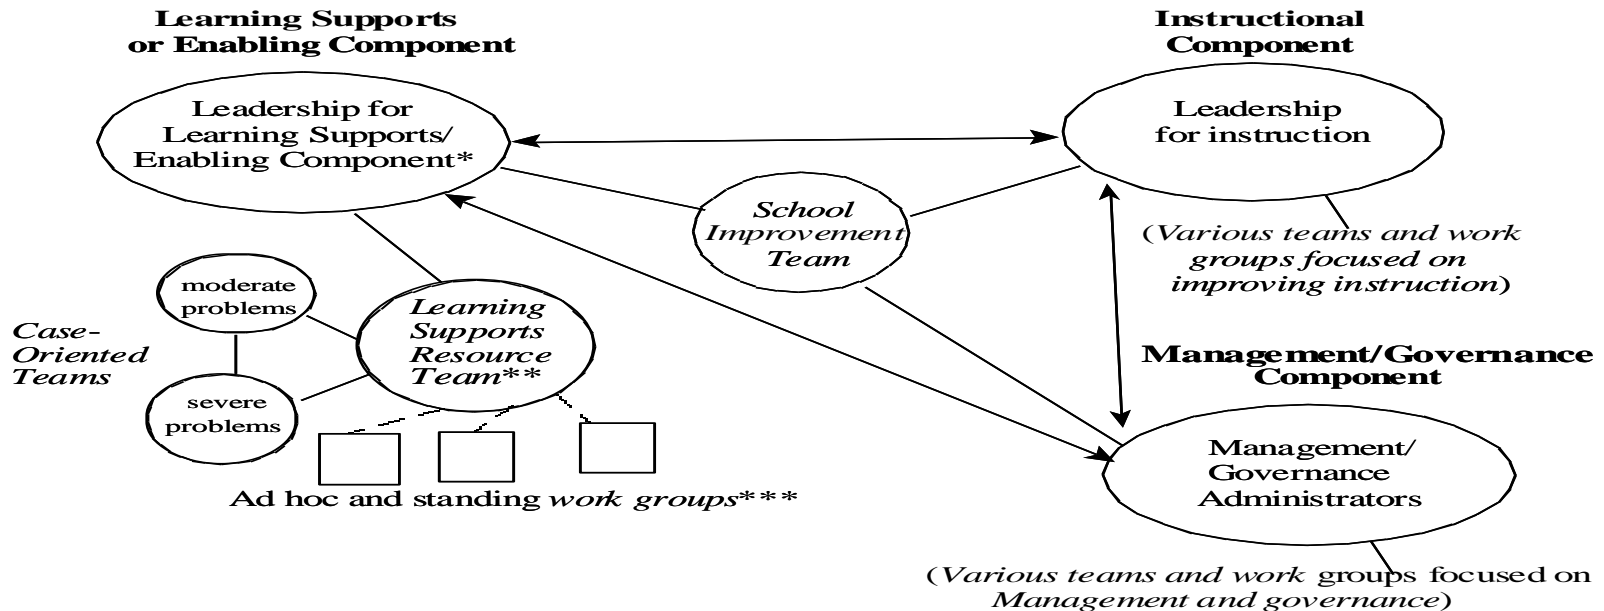 Learning Supports
or Enabling Component
Leadership for
Learning Supports/
Enabling Component*
Instructional
Component
Leadership
for instruction
School
Improvement
Team
(Various teams and work
groups focused on
improving instruction)
moderate
problems
Case-
Oriented
Teams
severe
problems
Learning
Supports
Resource
Team**
Ad hoc and standing work groups***
Management/Governance
Component
Management/
Governance
Administrators
(Various teams and work groups focused on
Management and governance)